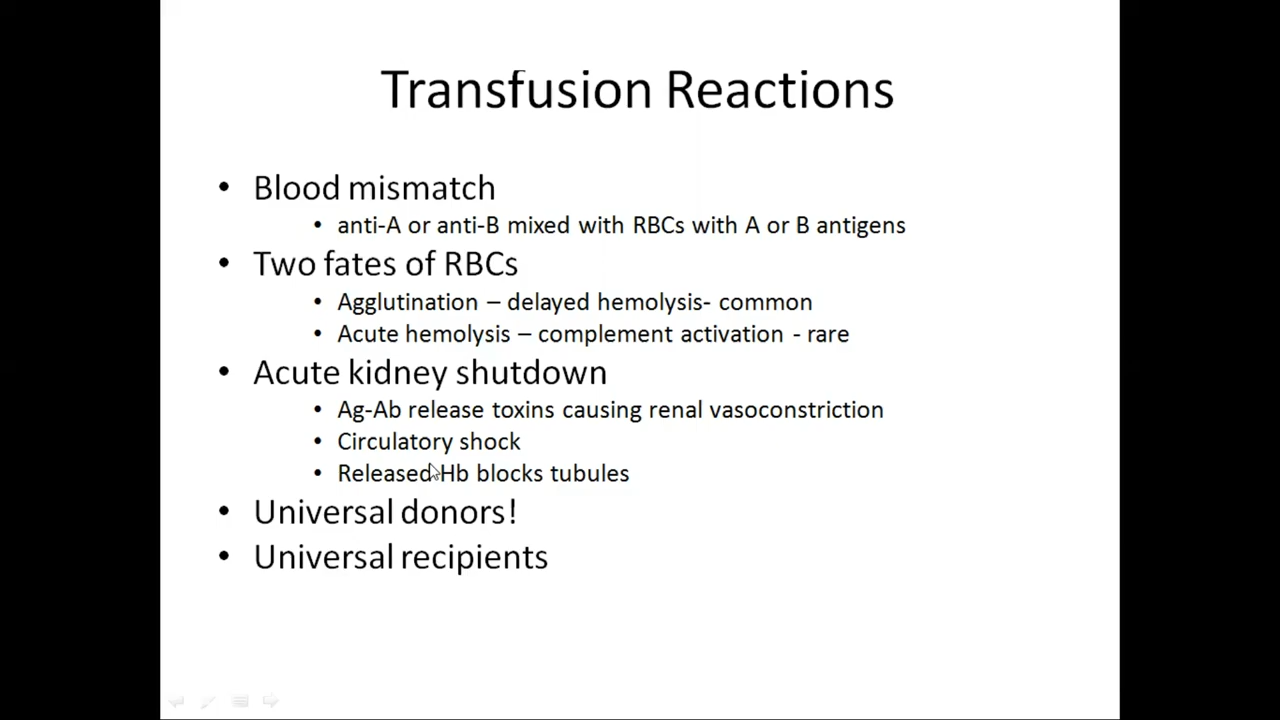 Transfusion Reactions
• Blood mismatch
• anti-A or anti-B mixed with RBCs with A or B antigens
• Two fates of RBCs
• Agglutination – delayed hemolysis- common
• Acute hemolysis – complement activation - rare
• Acute kidney shutdown
• Ag-Ab release toxins causing renal vasoconstriction
• Circulatory shock
• Released Hb blocks tubules
• Universal donors!
• Universal recipients